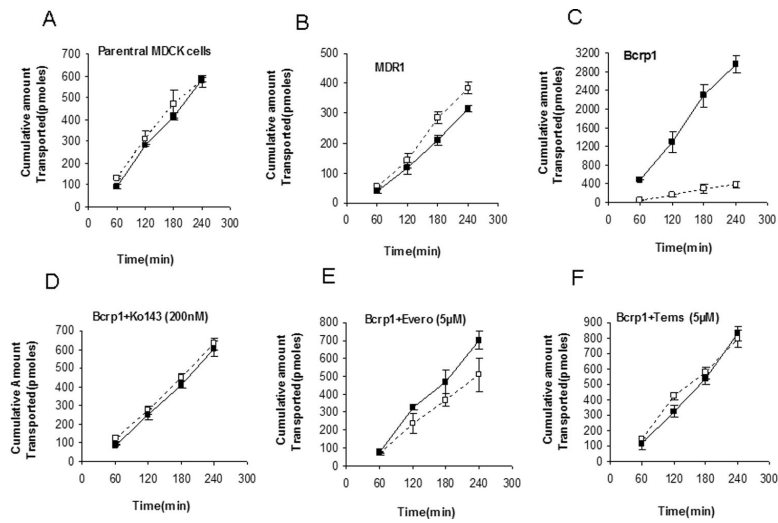 A
Parentral MDCK cells
Cumulative amount
Transported(pmoles)
700
600
500
400
300
200
100
0
0 60 120 180 240 300
Time(min)
B
MDR1
Cumulative amount
Transported(pmoles)
500
400
300
200
100
0
0 60 120 180 240 300
Time(min)
C
Bcrp1
Cumulative amount
Transported(pmoles)
3200
2800
2400
2000
1600
1200
800
400
0
0 60 120 180 240 300
Time(min)
D
Bcrp1+Ko143 (200nM)
Cumulative Amount
Transported(pmoles)
700
600
500
400
300
200
100
0
0 60 120 180 240 300
Time(min)
E
Bcrp1+Evero (5µM)
Cumulative amount
Transported(pmoles)
800
700
600
500
400
300
200
100
0
0 60 120 180 240 300
Time(min)
F
Bcrp1+Tems (5µM)
Cumulative amount
Transported(pmoles)
900
800
700
600
500
400
300
200
100
0
0 60 120 180 240 300
Time(min)